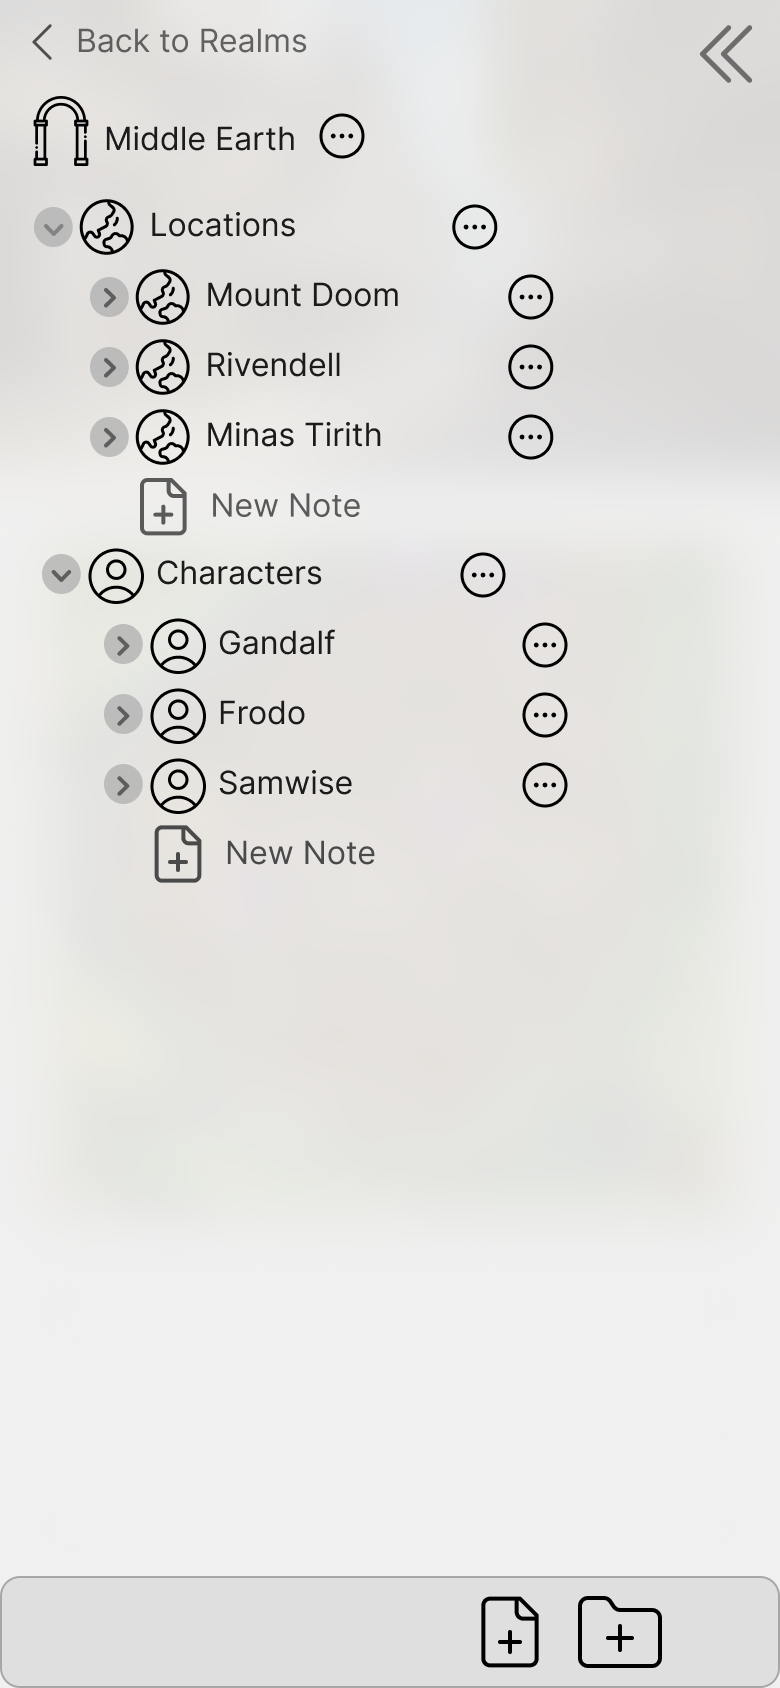 Back to Realms
Middle Earth
Locations
Mount Doom
Rivendell
Minas Tirith
New Note
Characters
Gandalf
Frodo
Samwise
New Note